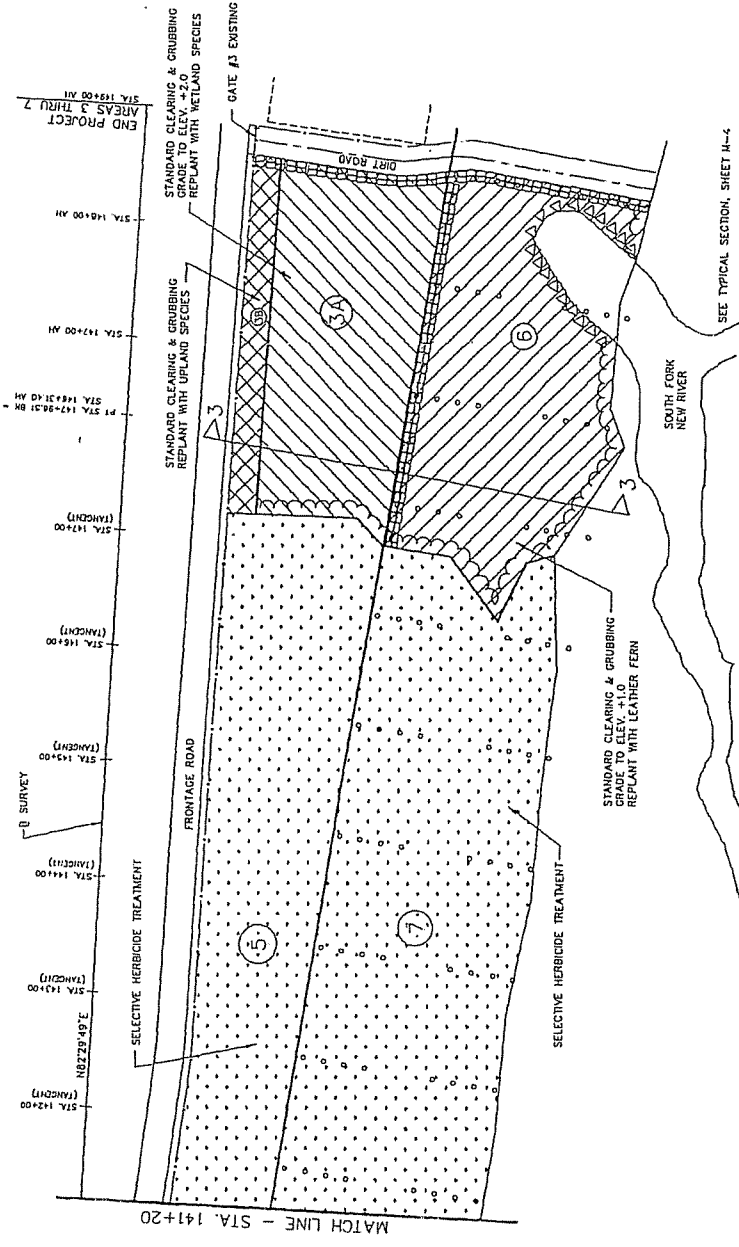 STA. 149+00 AH
END PROJECT
AREAS 3 THRU 7
STA. 148+00 AH
STA. 147+00 AH
PI STA. 147+96.51 BK
STA. 146+31.40 AH
STA. 147+00
(TANGENT)
STA. 146+00
(TANGENT)
STA. 145+00
(TANGENT)
STA. 144+00
(TANGENT)
STA. 143+00
(TANGENT)
STA. 142+00
(TANGENT)
N82°29'49"E
B SURVEY
STANDARD CLEARING & GRUBBING
GRADE TO ELEV. +2.0
REPLANT WITH WETLAND SPECIES
GATE #3 EXISTING
STANDARD CLEARING & GRUBBING
REPLANT WITH UPLAND SPECIES
DIRT ROAD
3B
3A
6
3
3
FRONTAGE ROAD
SELECTIVE HERBICIDE TREATMENT
5
7
SELECTIVE HERBICIDE TREATMENT
STANDARD CLEARING & GRUBBING
GRADE TO ELEV. +1.0
REPLANT WITH LEATHER FERN
SOUTH FORK
NEW RIVER
SEE TYPICAL SECTION, SHEET M-4
MATCH LINE - STA. 141+20